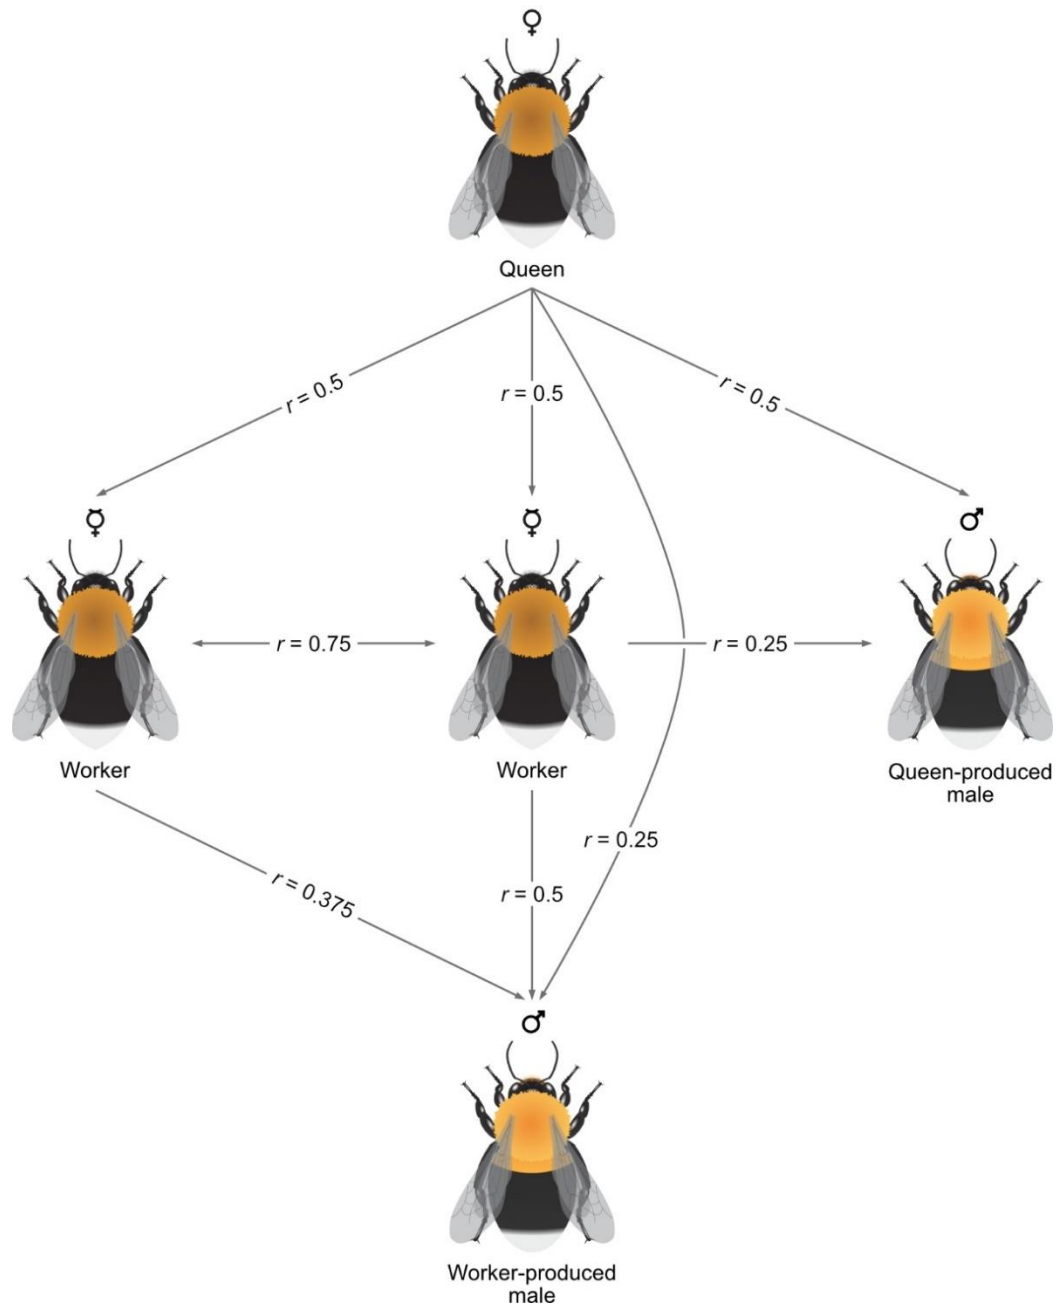 ♀
Queen
r = 0.5
r = 0.5
r = 0.5
☿
☿
♂
r = 0.75
r = 0.25
Worker
Worker
Queen-produced
male
r = 0.25
r = 0.375
r = 0.5
♂
Worker-produced
male